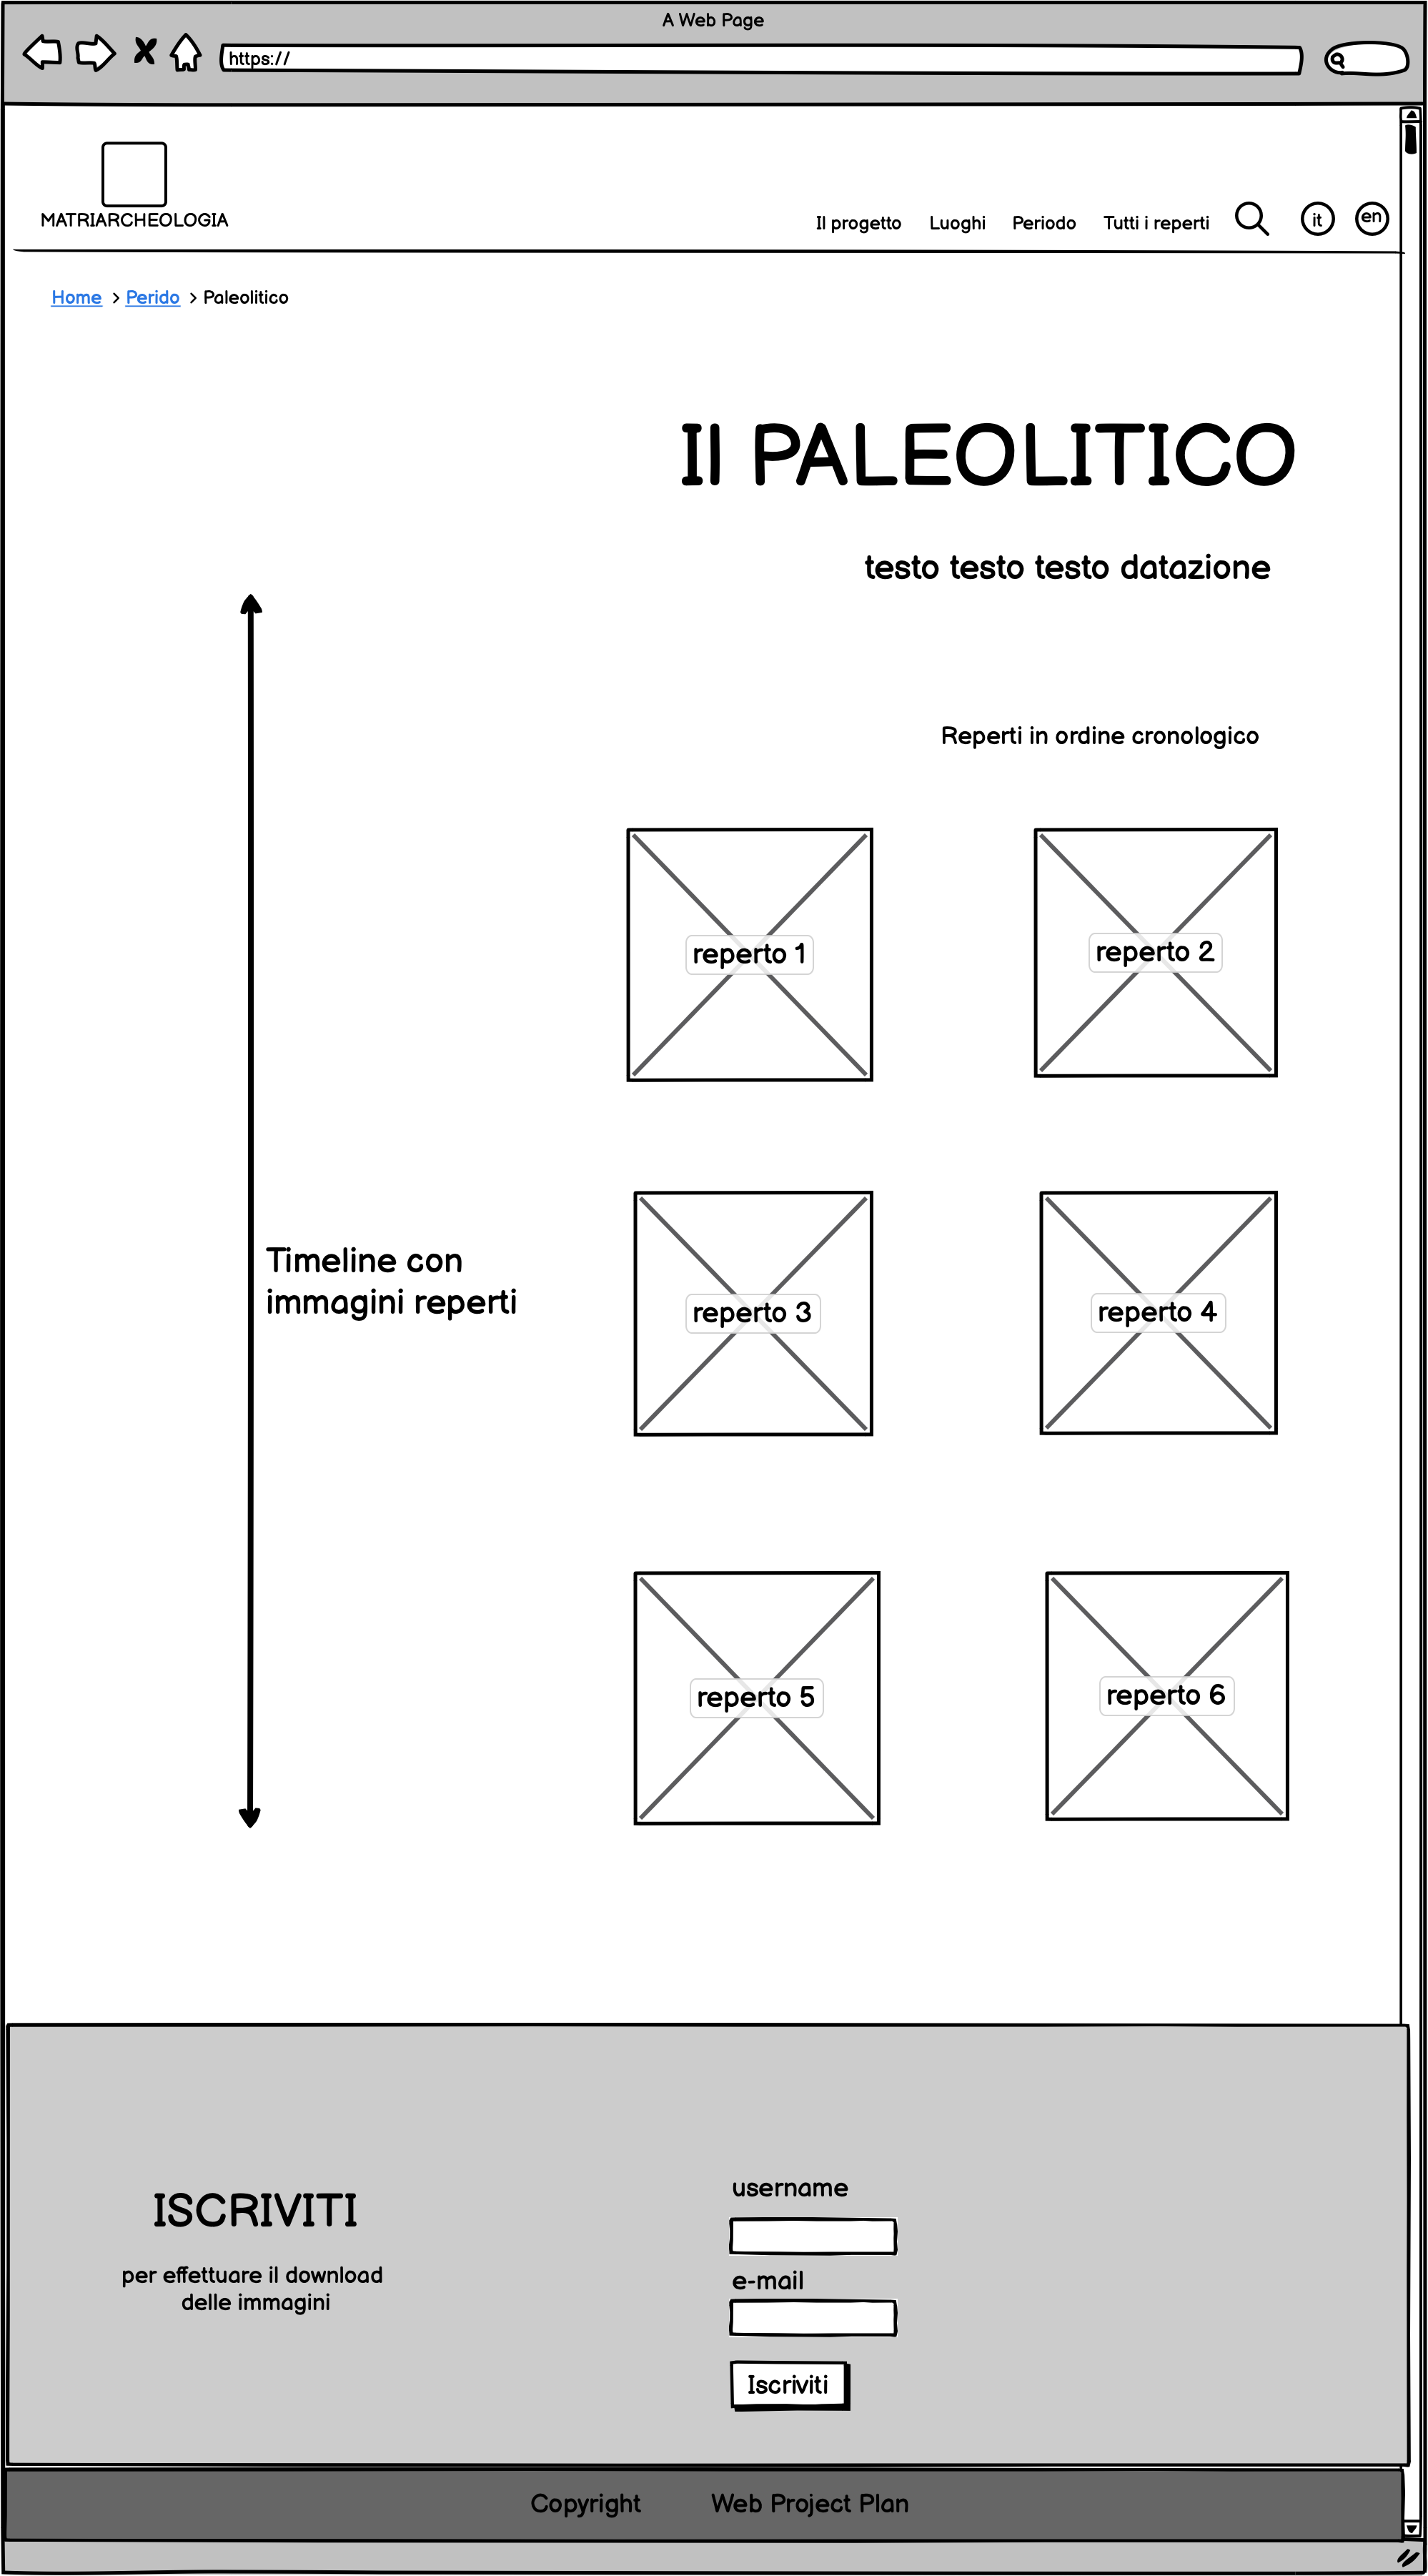 A Web Page
https://
MATRIARCHEOLOGIA
Il progetto Luoghi Periodo Tutti i reperti it en
Home > Perido > Paleolitico
Il PALEOLITICO
testo testo testo datazione
Reperti in ordine cronologico
reperto 1 reperto 2
Timeline con
immagini reperti
reperto 3 reperto 4
reperto 5 reperto 6
ISCRIVITI
per effettuare il download
delle immagini
username
e-mail
Iscriviti
Copyright Web Project Plan